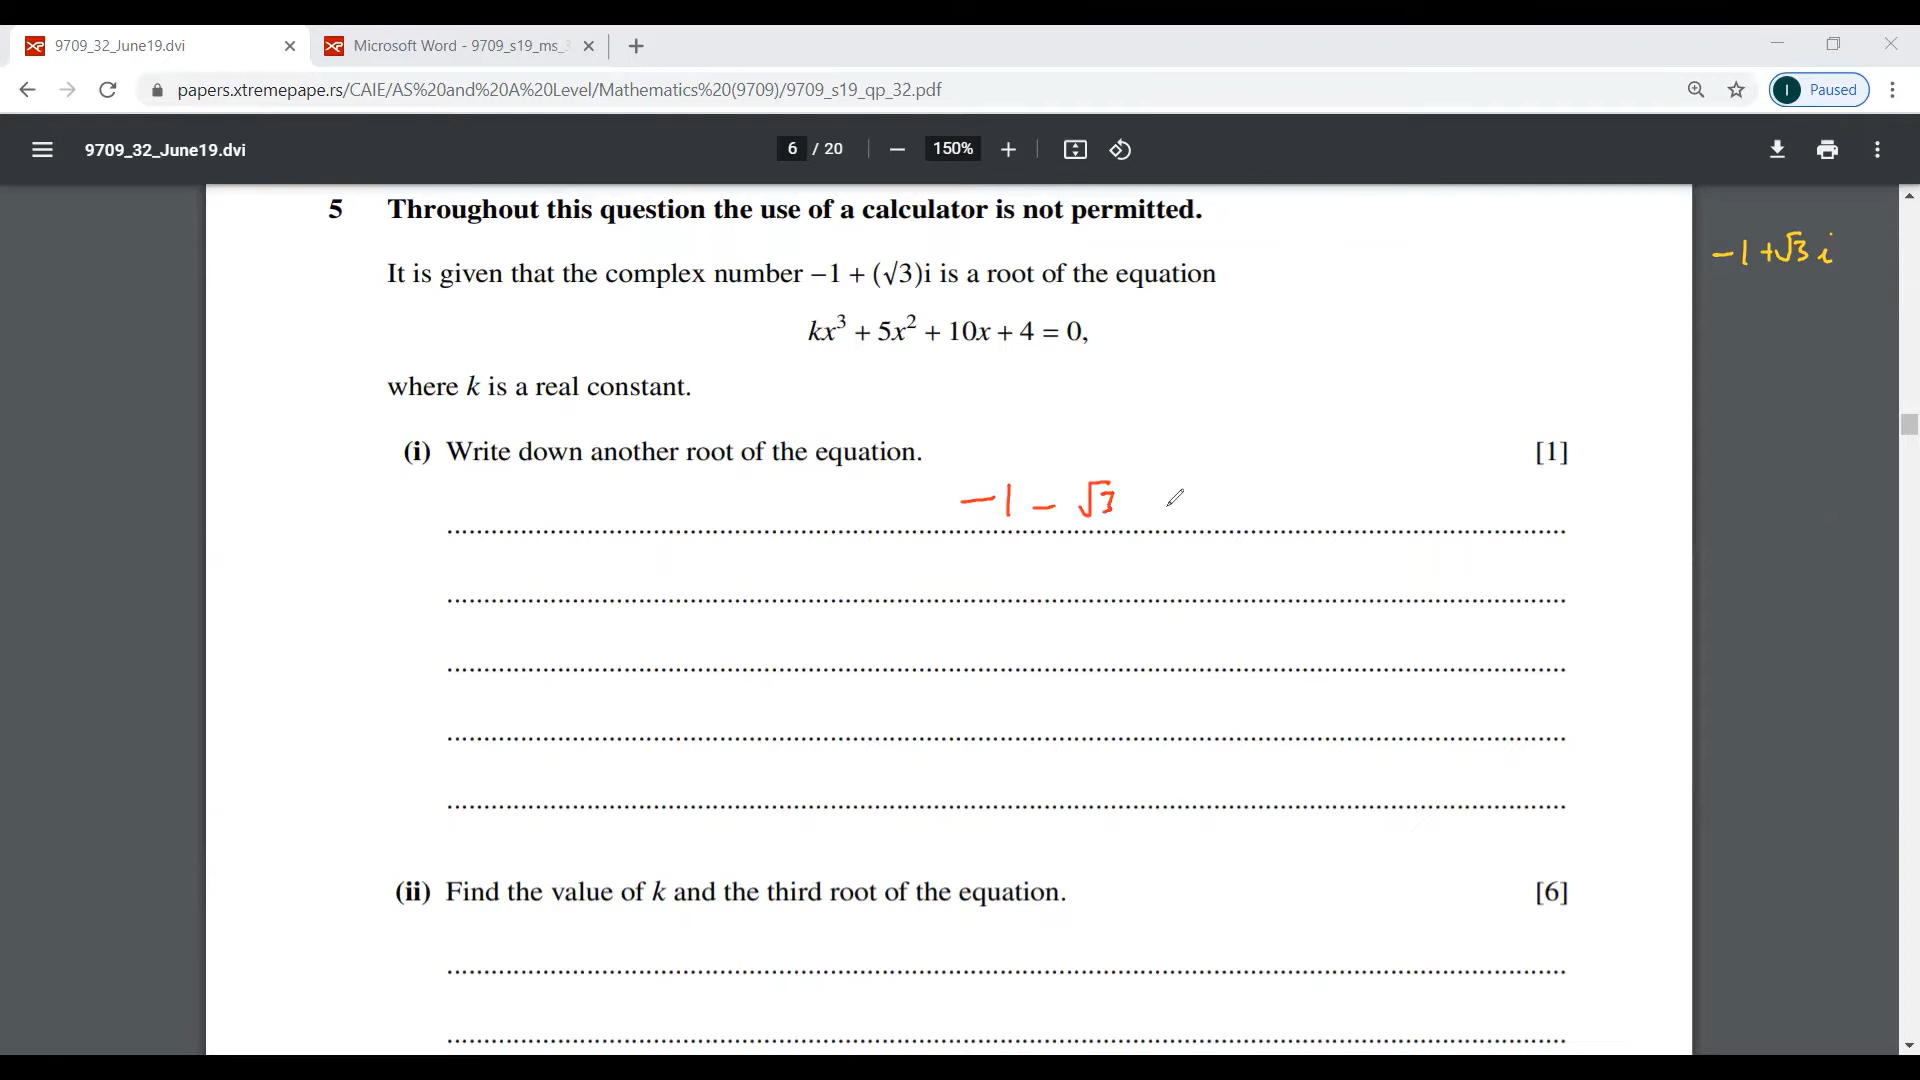 9709_32_June19.dvi
Microsoft Word - 9709_s19_ms_3
papers.xtremepape.rs/CAIE/AS%20and%20A%20Level/Mathematics%20(9709)/9709_s19_qp_32.pdf
I Paused
9709_32_June19.dvi
6 / 20
150%
5 Throughout this question the use of a calculator is not permitted.
−1 + √3 i
It is given that the complex number −1 + (√3)i is a root of the equation
kx³ + 5x² + 10x + 4 = 0,
where k is a real constant.
(i) Write down another root of the equation. [1]
−1 − √3
(ii) Find the value of k and the third root of the equation. [6]